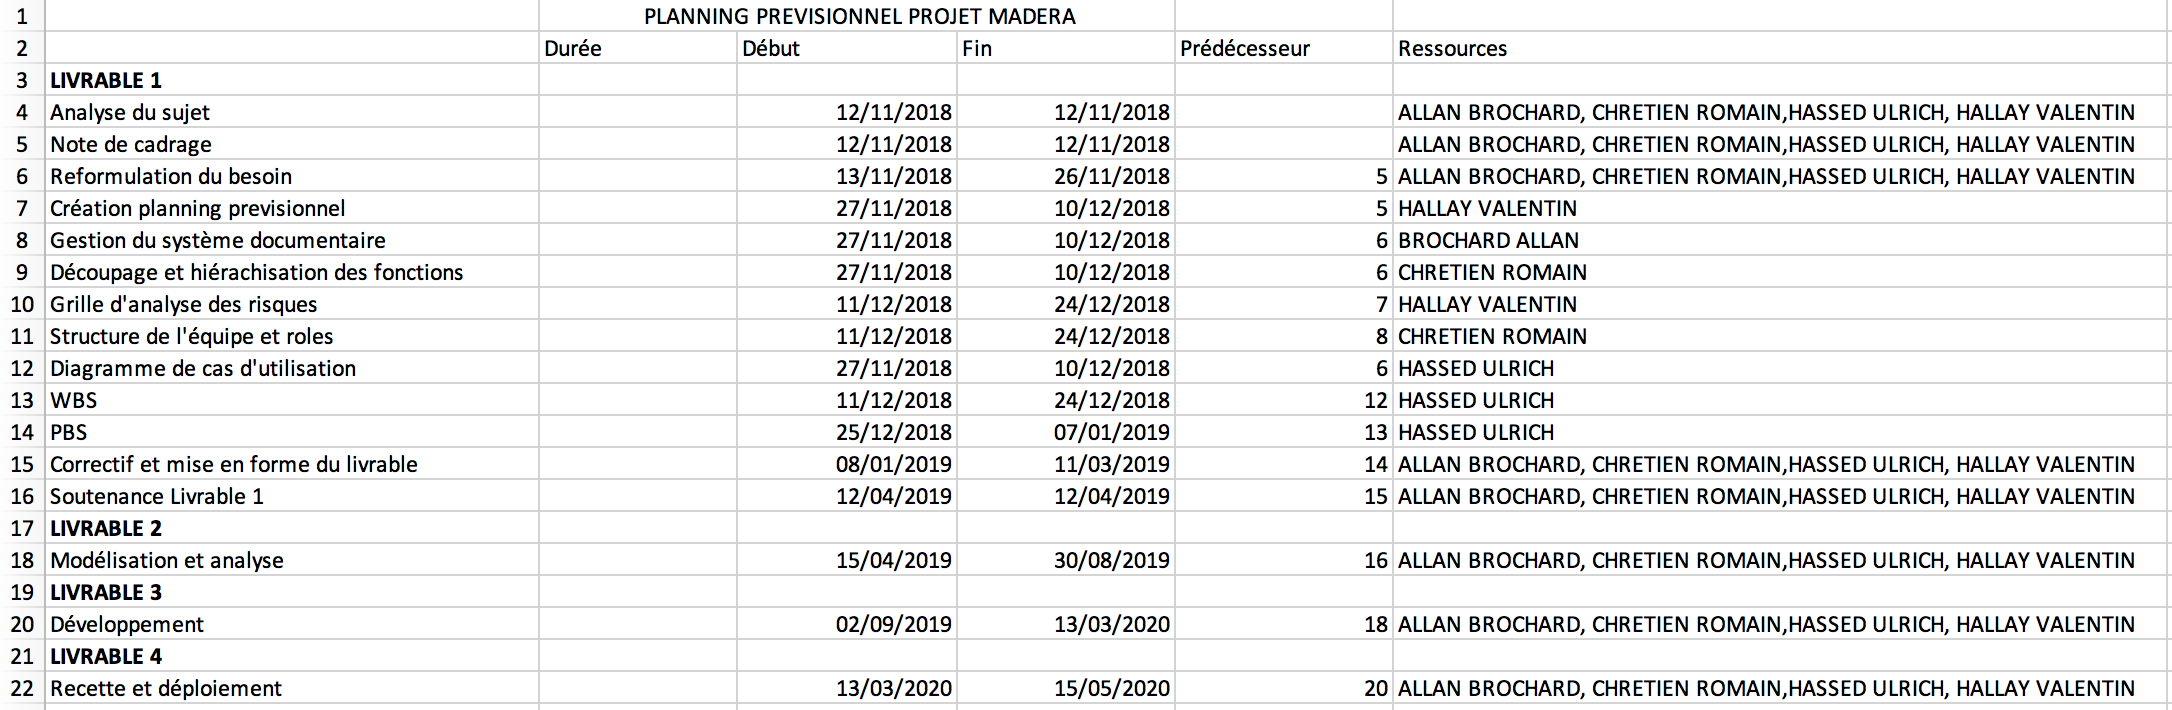 1 PLANNING PREVISIONNEL PROJET MADERA
2 Durée Début Fin Prédécesseur Ressources
3 LIVRABLE 1
4 Analyse du sujet 12/11/2018 12/11/2018 ALLAN BROCHARD, CHRETIEN ROMAIN,HASSED ULRICH, HALLAY VALENTIN
5 Note de cadrage 12/11/2018 12/11/2018 ALLAN BROCHARD, CHRETIEN ROMAIN,HASSED ULRICH, HALLAY VALENTIN
6 Reformulation du besoin 13/11/2018 26/11/2018 5 ALLAN BROCHARD, CHRETIEN ROMAIN,HASSED ULRICH, HALLAY VALENTIN
7 Création planning previsionnel 27/11/2018 10/12/2018 5 HALLAY VALENTIN
8 Gestion du système documentaire 27/11/2018 10/12/2018 6 BROCHARD ALLAN
9 Découpage et hiérachisation des fonctions 27/11/2018 10/12/2018 6 CHRETIEN ROMAIN
10 Grille d'analyse des risques 11/12/2018 24/12/2018 7 HALLAY VALENTIN
11 Structure de l'équipe et roles 11/12/2018 24/12/2018 8 CHRETIEN ROMAIN
12 Diagramme de cas d'utilisation 27/11/2018 10/12/2018 6 HASSED ULRICH
13 WBS 11/12/2018 24/12/2018 12 HASSED ULRICH
14 PBS 25/12/2018 07/01/2019 13 HASSED ULRICH
15 Correctif et mise en forme du livrable 08/01/2019 11/03/2019 14 ALLAN BROCHARD, CHRETIEN ROMAIN,HASSED ULRICH, HALLAY VALENTIN
16 Soutenance Livrable 1 12/04/2019 12/04/2019 15 ALLAN BROCHARD, CHRETIEN ROMAIN,HASSED ULRICH, HALLAY VALENTIN
17 LIVRABLE 2
18 Modélisation et analyse 15/04/2019 30/08/2019 16 ALLAN BROCHARD, CHRETIEN ROMAIN,HASSED ULRICH, HALLAY VALENTIN
19 LIVRABLE 3
20 Développement 02/09/2019 13/03/2020 18 ALLAN BROCHARD, CHRETIEN ROMAIN,HASSED ULRICH, HALLAY VALENTIN
21 LIVRABLE 4
22 Recette et déploiement 13/03/2020 15/05/2020 20 ALLAN BROCHARD, CHRETIEN ROMAIN,HASSED ULRICH, HALLAY VALENTIN